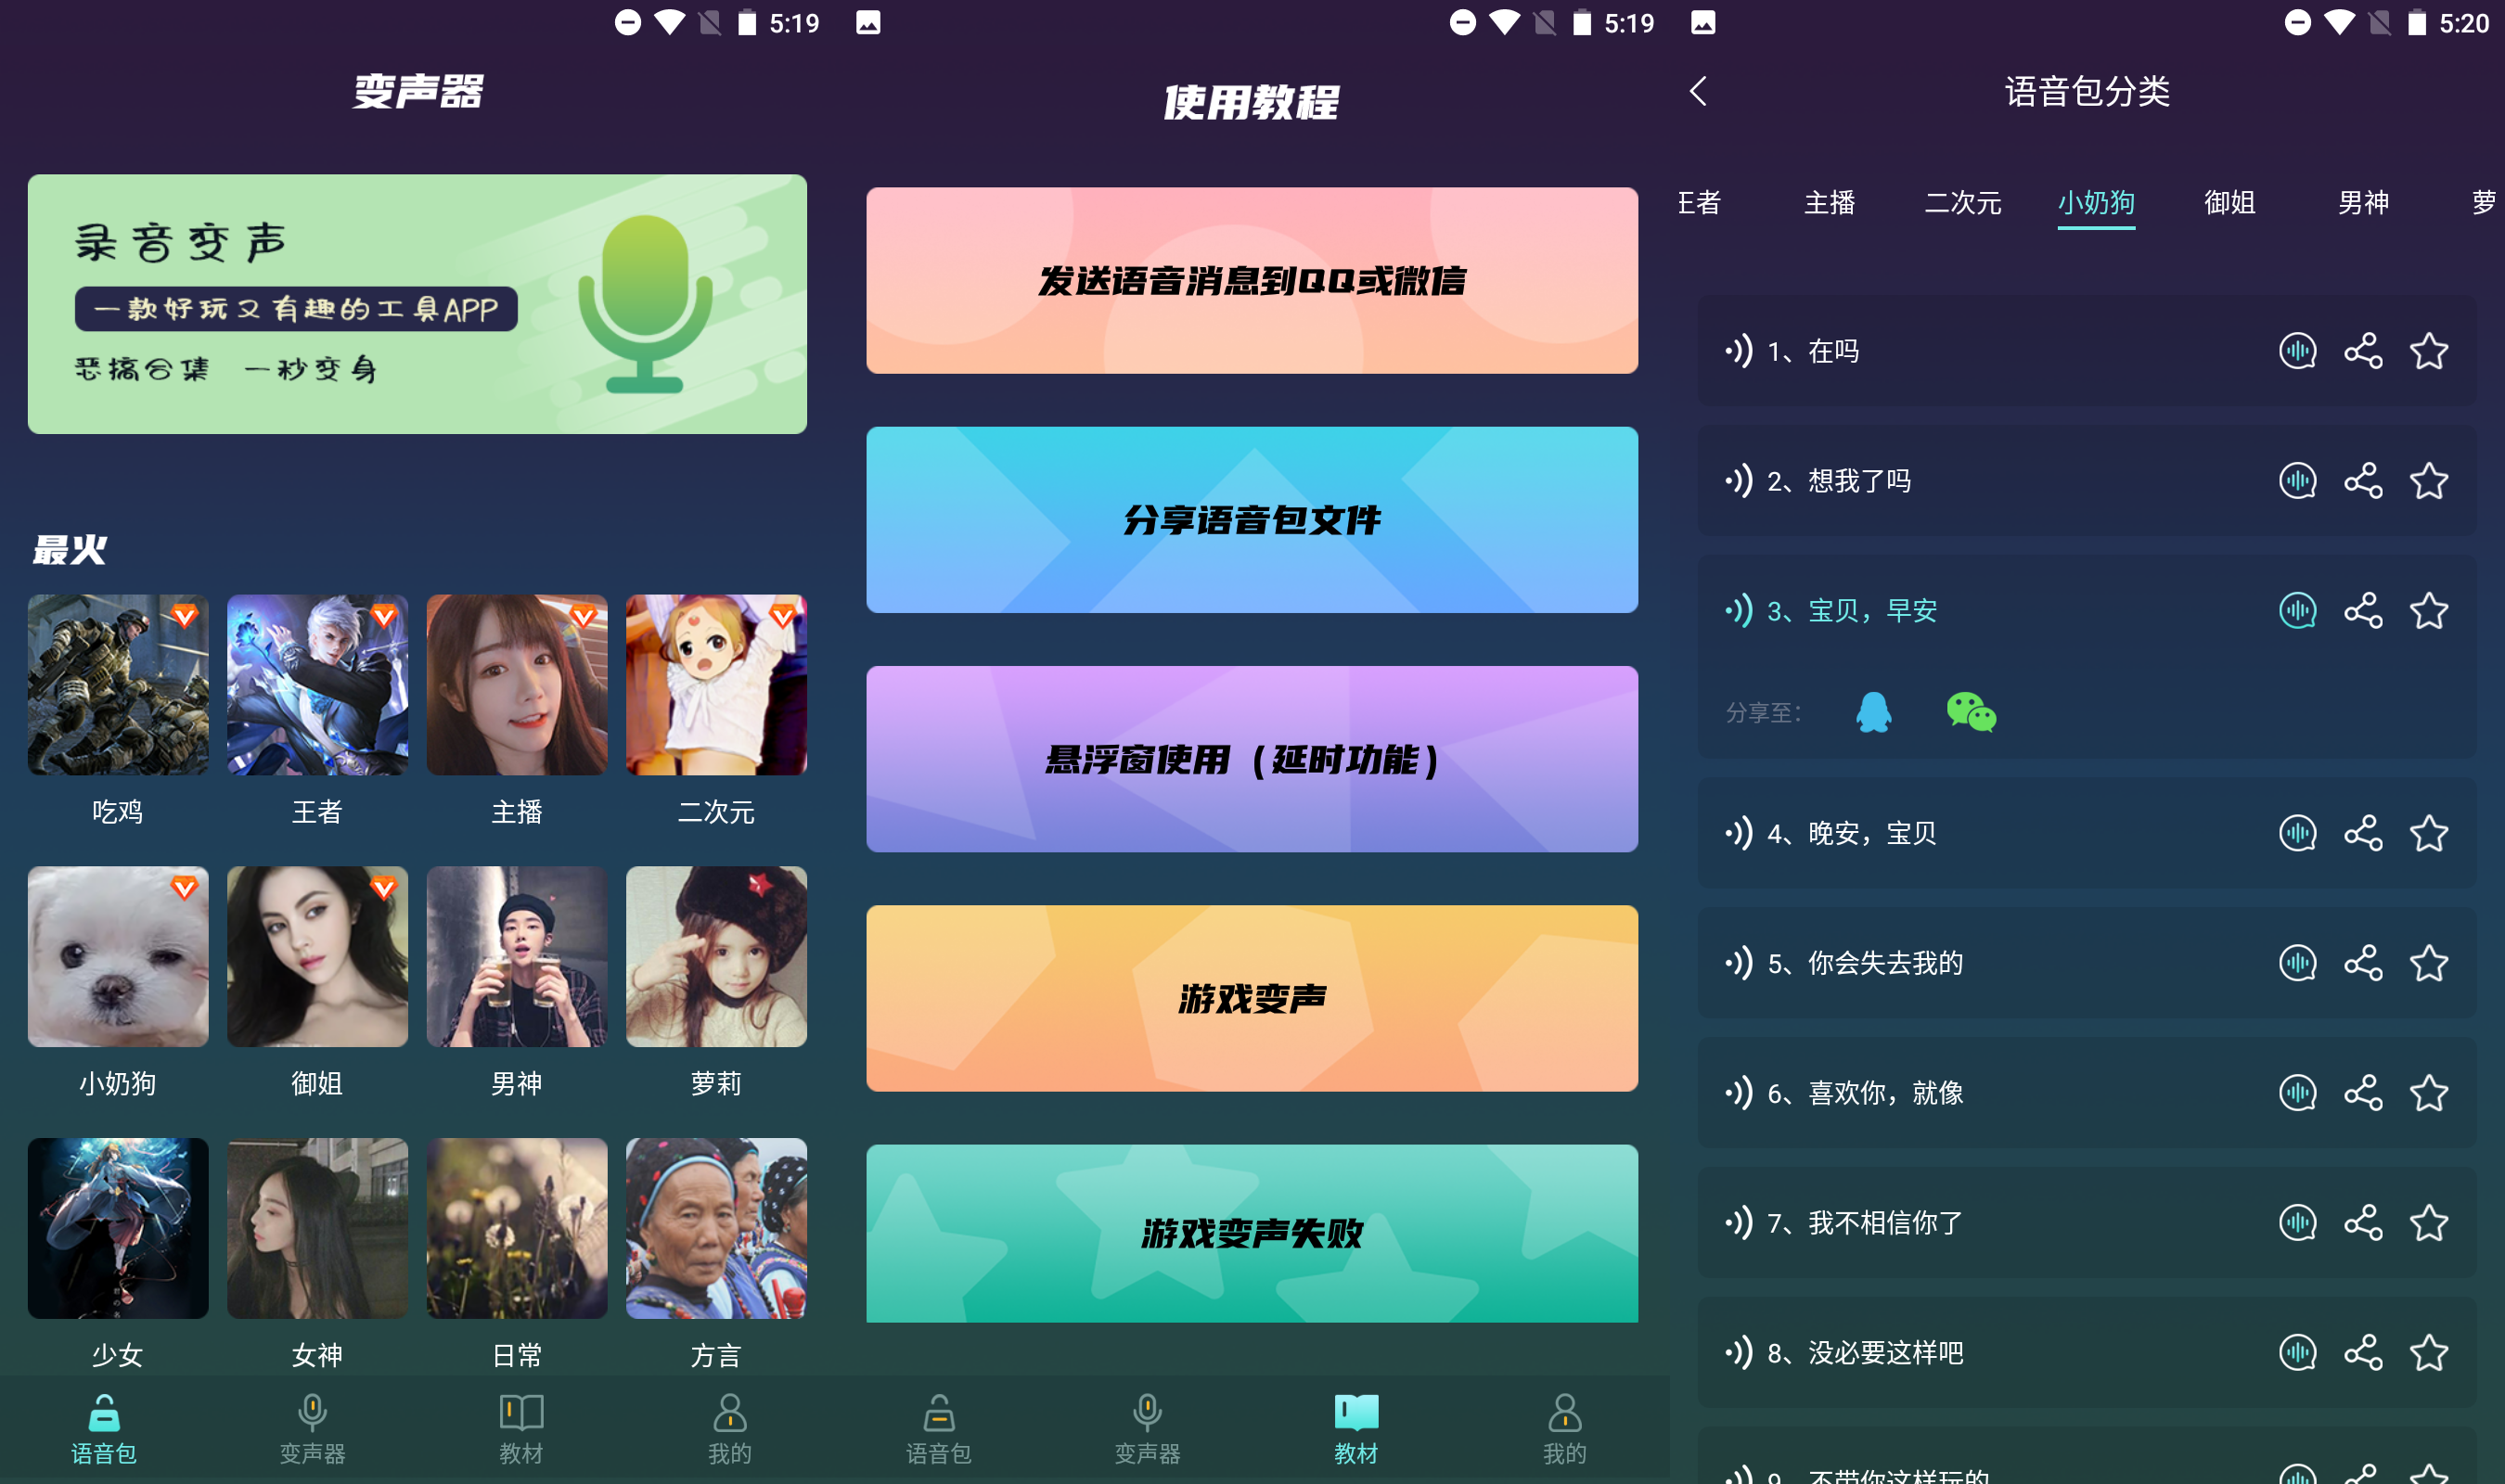 5:19
变声器
录音变声
一款好玩又有趣的工具APP
恶搞合集 一秒变身
最火
吃鸡
王者
主播
二次元
小奶狗
御姐
男神
萝莉
少女
女神
日常
方言
语音包
变声器
教材
我的
5:19
使用教程
发送语音消息到QQ或微信
分享语音包文件
悬浮窗使用（延时功能）
游戏变声
游戏变声失败
语音包
变声器
教材
我的
5:20
语音包分类
王者
主播
二次元
小奶狗
御姐
男神
萝
1、在吗
2、想我了吗
3、宝贝，早安
分享至：
4、晚安，宝贝
5、你会失去我的
6、喜欢你，就像
7、我不相信你了
8、没必要这样吧
9、不带你这样玩的